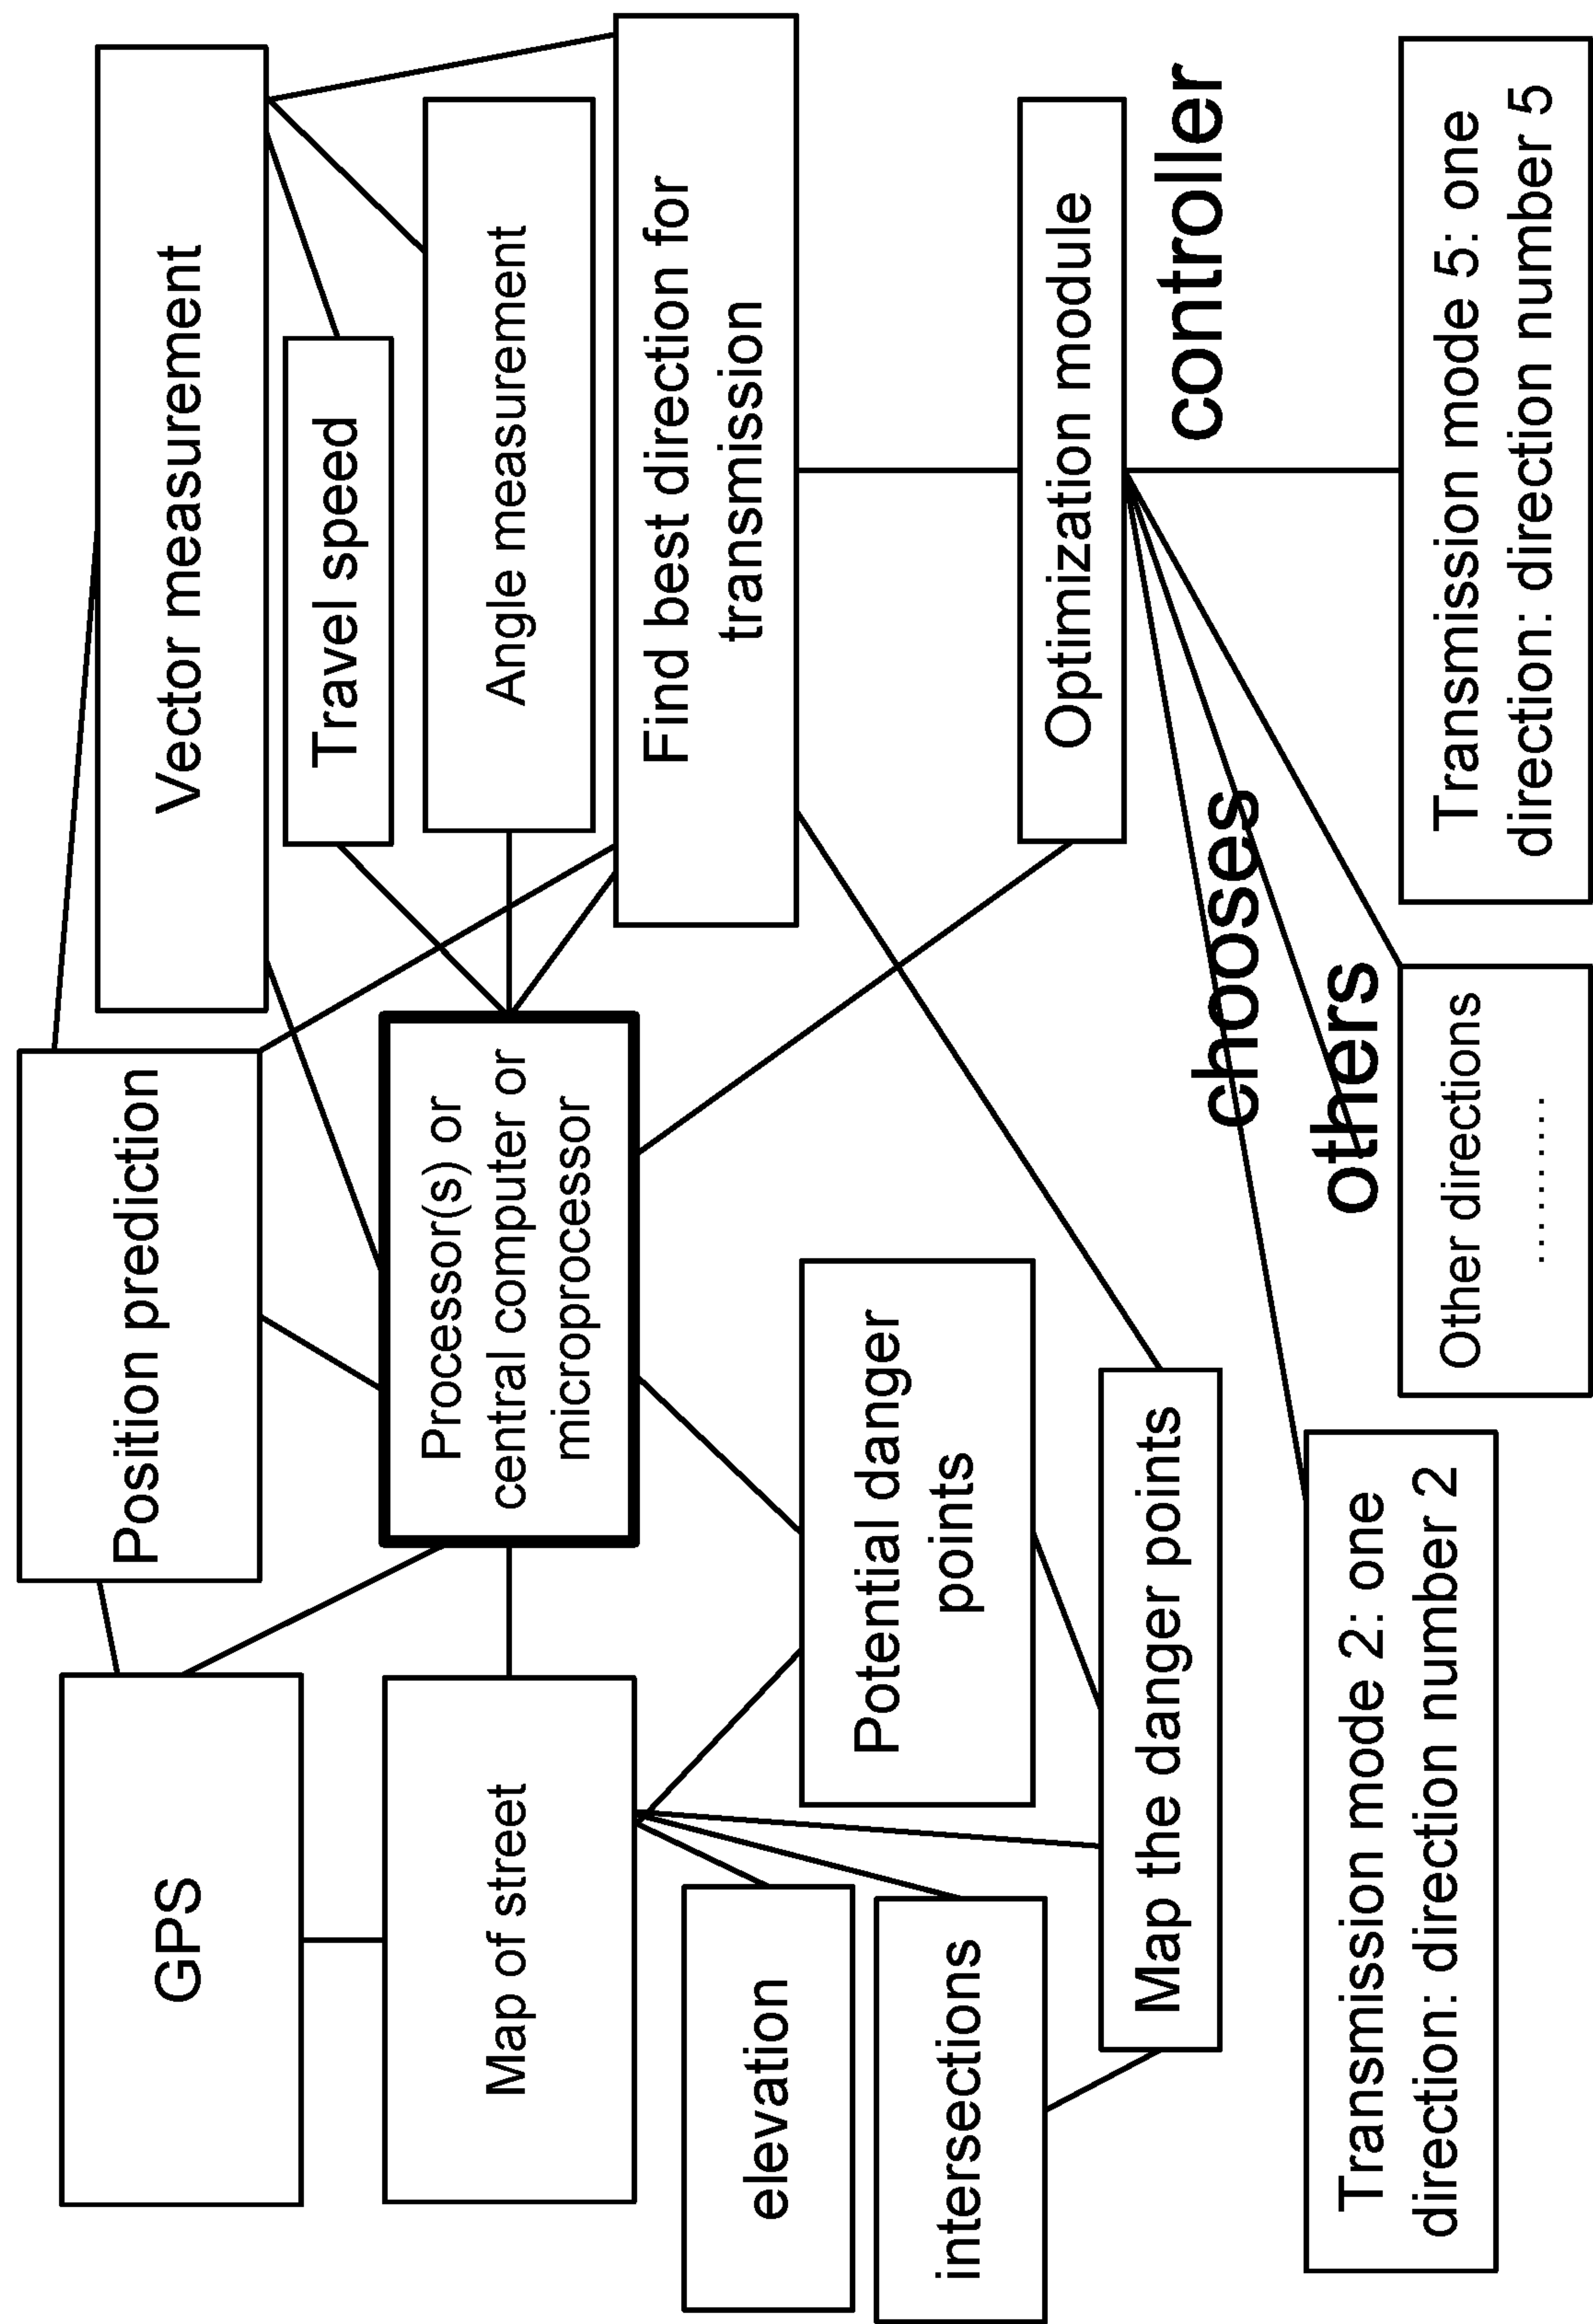 GPS
Position prediction
Vector measurement
Travel speed
Map of street
Processor(s) or
central computer or
microprocessor
Angle measurement
elevation
Find best direction for
transmission
intersections
Potential danger
points
Map the danger points
Optimization module
controller
chooses
others
Transmission mode 2: one
direction: direction number 2
Other directions
..........
Transmission mode 5: one
direction: direction number 5